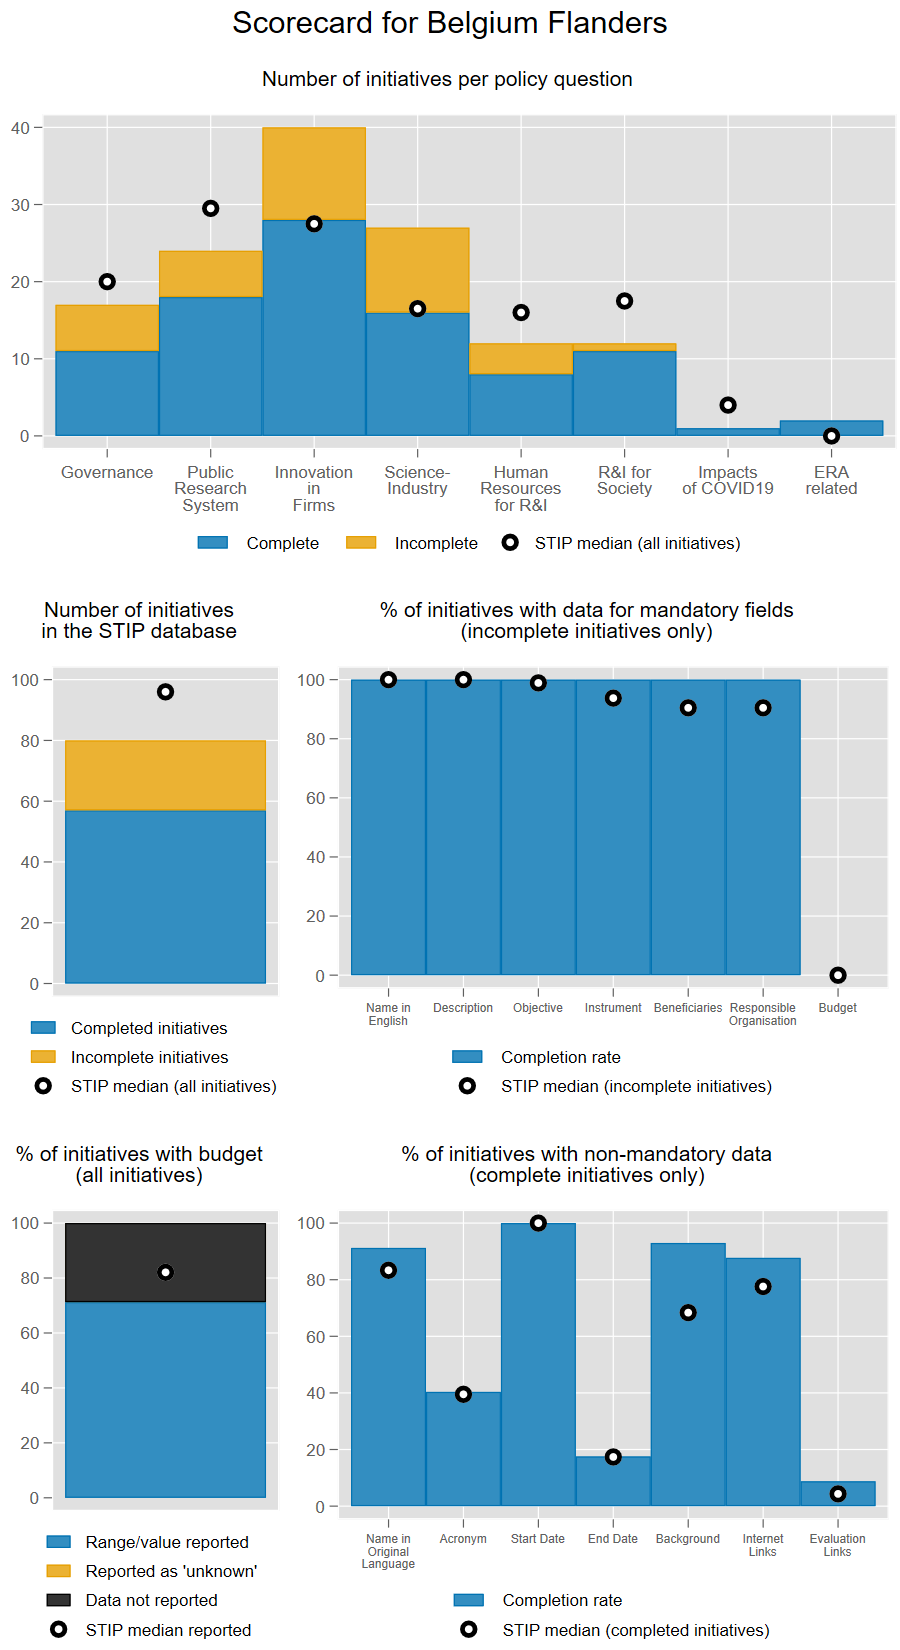 Scorecard for Belgium Flanders
Number of initiatives per policy question
40
30
20
10
0
Governance
Public
Research
System
Innovation
in
Firms
Science-
Industry
Human
Resources
for R&I
R&I for
Society
Impacts
of COVID19
ERA
related
Complete
Incomplete
STIP median (all initiatives)
Number of initiatives
in the STIP database
100
80
60
40
20
0
Completed initiatives
Incomplete initiatives
STIP median (all initiatives)
% of initiatives with data for mandatory fields
(incomplete initiatives only)
100
80
60
40
20
0
Name in
English
Description
Objective
Instrument
Beneficiaries
Responsible
Organisation
Budget
Completion rate
STIP median (incomplete initiatives)
% of initiatives with budget
(all initiatives)
100
80
60
40
20
0
Range/value reported
Reported as 'unknown'
Data not reported
STIP median reported
% of initiatives with non-mandatory data
(complete initiatives only)
100
80
60
40
20
0
Name in
Original
Language
Acronym
Start Date
End Date
Background
Internet
Links
Evaluation
Links
Completion rate
STIP median (completed initiatives)